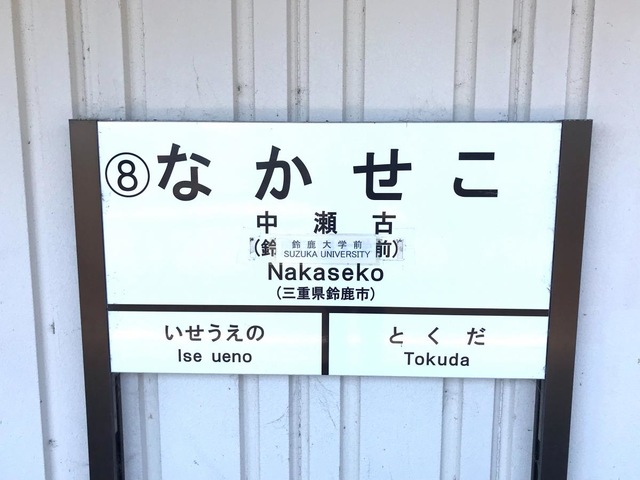 ⑧なかせこ
中瀬古
(鈴 鈴鹿大学前 前)
SUZUKA UNIVERSITY
Nakaseko
(三重県鈴鹿市)
いせうえの
Ise ueno
とくだ
Tokuda